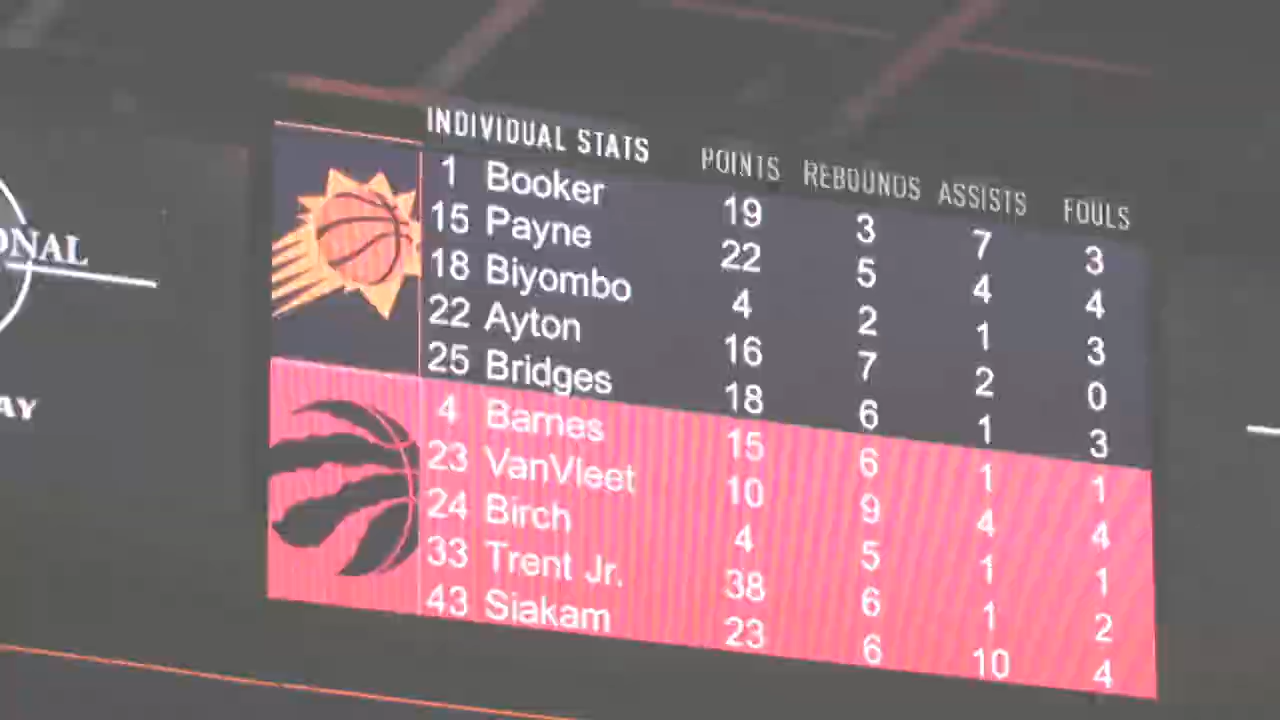 INDIVIDUAL STATS POINTS REBOUNDS ASSISTS FOULS
1 Booker 19 3 7 3
15 Payne 22 5 4 4
18 Biyombo 4 2 1 3
22 Ayton 16 7 2 0
25 Bridges 18 6 1 3
4 Barnes 15 6 1 1
23 VanVleet 10 9 4 4
24 Birch 4 5 1 1
33 Trent Jr. 38 6 1 2
43 Siakam 23 6 10 4